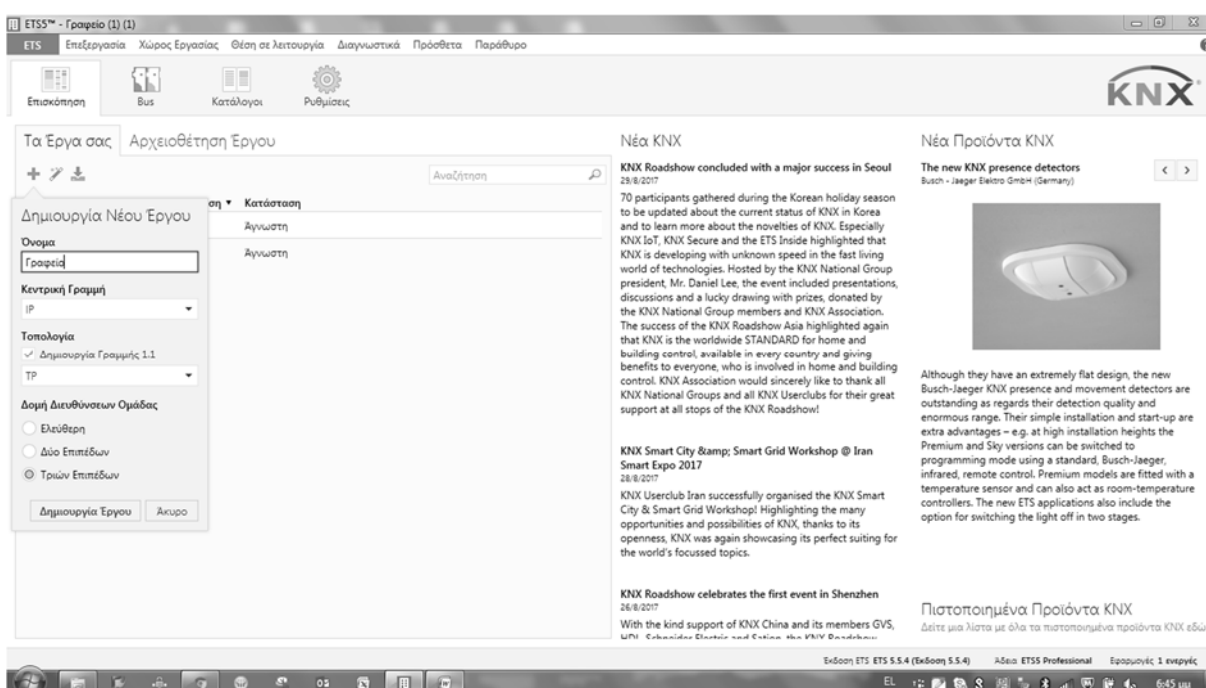 ETS5™ - Γραφείο (1) (1)
ETS Επεξεργασία Χώρος Εργασίας Θέση σε λειτουργία Διαγνωστικά Πρόσθετα Παράθυρο
Επισκόπηση Bus Κατάλογοι Ρυθμίσεις
KNX
Τα Έργα σας Αρχειοθέτηση Έργου
Αναζήτηση
ση Κατάσταση
Άγνωστη
Άγνωστη
Δημιουργία Νέου Έργου
Όνομα
Γραφείο
Κεντρική Γραμμή
IP
Τοπολογία
Δημιουργία Γραμμής 1.1
TP
Δομή Διευθύνσεων Ομάδας
Ελεύθερη
Δύο Επιπέδων
Τριών Επιπέδων
Δημιουργία Έργου Άκυρο
Νέα KNX
KNX Roadshow concluded with a major success in Seoul
29/8/2017
70 participants gathered during the Korean holiday season
to be updated about the current status of KNX in Korea
and to learn more about the novelties of KNX. Especially
KNX IoT, KNX Secure and the ETS Inside highlighted that
KNX is developing with unknown speed in the fast living
world of technologies. Hosted by the KNX National Group
president, Mr. Daniel Lee, the event included presentations,
discussions and a lucky drawing with prizes, donated by
the KNX National Group members and KNX Association.
The success of the KNX Roadshow Asia highlighted again
that KNX is the worldwide STANDARD for home and
building control, available in every country and giving
benefits to everyone, who is involved in home and building
control. KNX Association would sincerely like to thank all
KNX National Groups and all KNX Userclubs for their great
support at all stops of the KNX Roadshow!
KNX Smart City &amp; Smart Grid Workshop @ Iran
Smart Expo 2017
28/8/2017
KNX Userclub Iran successfully organised the KNX Smart
City & Smart Grid Workshop! Highlighting the many
opportunities and possibilities of KNX, thanks to its
openness, KNX was again showcasing its perfect suiting for
the world's focussed topics.
KNX Roadshow celebrates the first event in Shenzhen
26/8/2017
With the kind support of KNX China and its members GVS,
HDL, Schneider Electric and Sation, the KNX Roadshow
Νέα Προϊόντα KNX
The new KNX presence detectors
Busch - Jaeger Elektro GmbH (Germany)
Although they have an extremely flat design, the new
Busch-Jaeger KNX presence and movement detectors are
outstanding as regards their detection quality and
enormous range. Their simple installation and start-up are
extra advantages – e.g. at high installation heights the
Premium and Sky versions can be switched to
programming mode using a standard, Busch-Jaeger,
infrared, remote control. Premium models are fitted with a
temperature sensor and can also act as room-temperature
controllers. The new ETS applications also include the
option for switching the light off in two stages.
Πιστοποιημένα Προϊόντα KNX
Δείτε μια λίστα με όλα τα πιστοποιημένα προϊόντα KNX εδώ
Έκδοση ETS ETS 5.5.4 (Έκδοση 5.5.4) Άδεια ETS5 Professional Εφαρμογές 1 ενεργές
EL 6:45 μμ